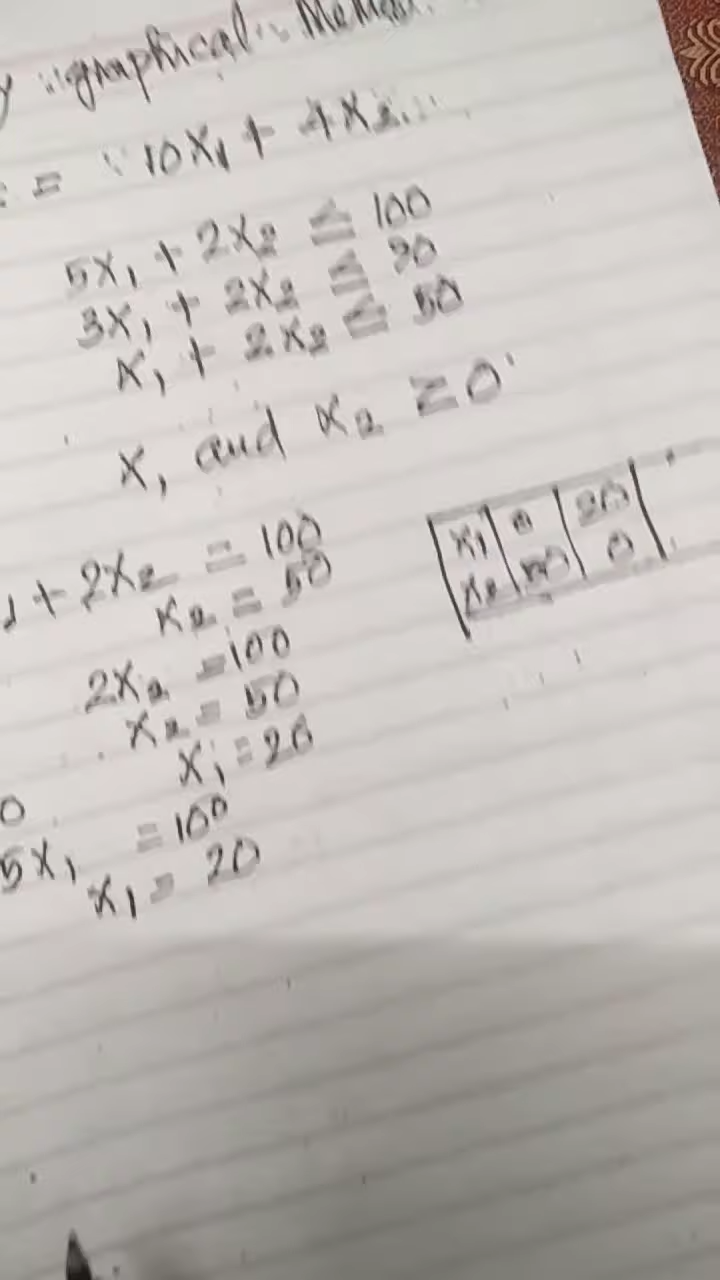 graphical Method
= 10x₁ + 4x₂
5x₁ + 2x₂ ≤ 100
3x₁ + 2x₂ ≤ 90
x₁ + 2x₂ ≤ 50
x₁ and x₂ ≥ 0
+ 2x₂ = 100
x₂ = 50
x₁ 0 20
x₂ 50 0
2x₂ = 100
x₂ = 50
x₁ = 20
0
5x₁ = 100
x₁ = 20